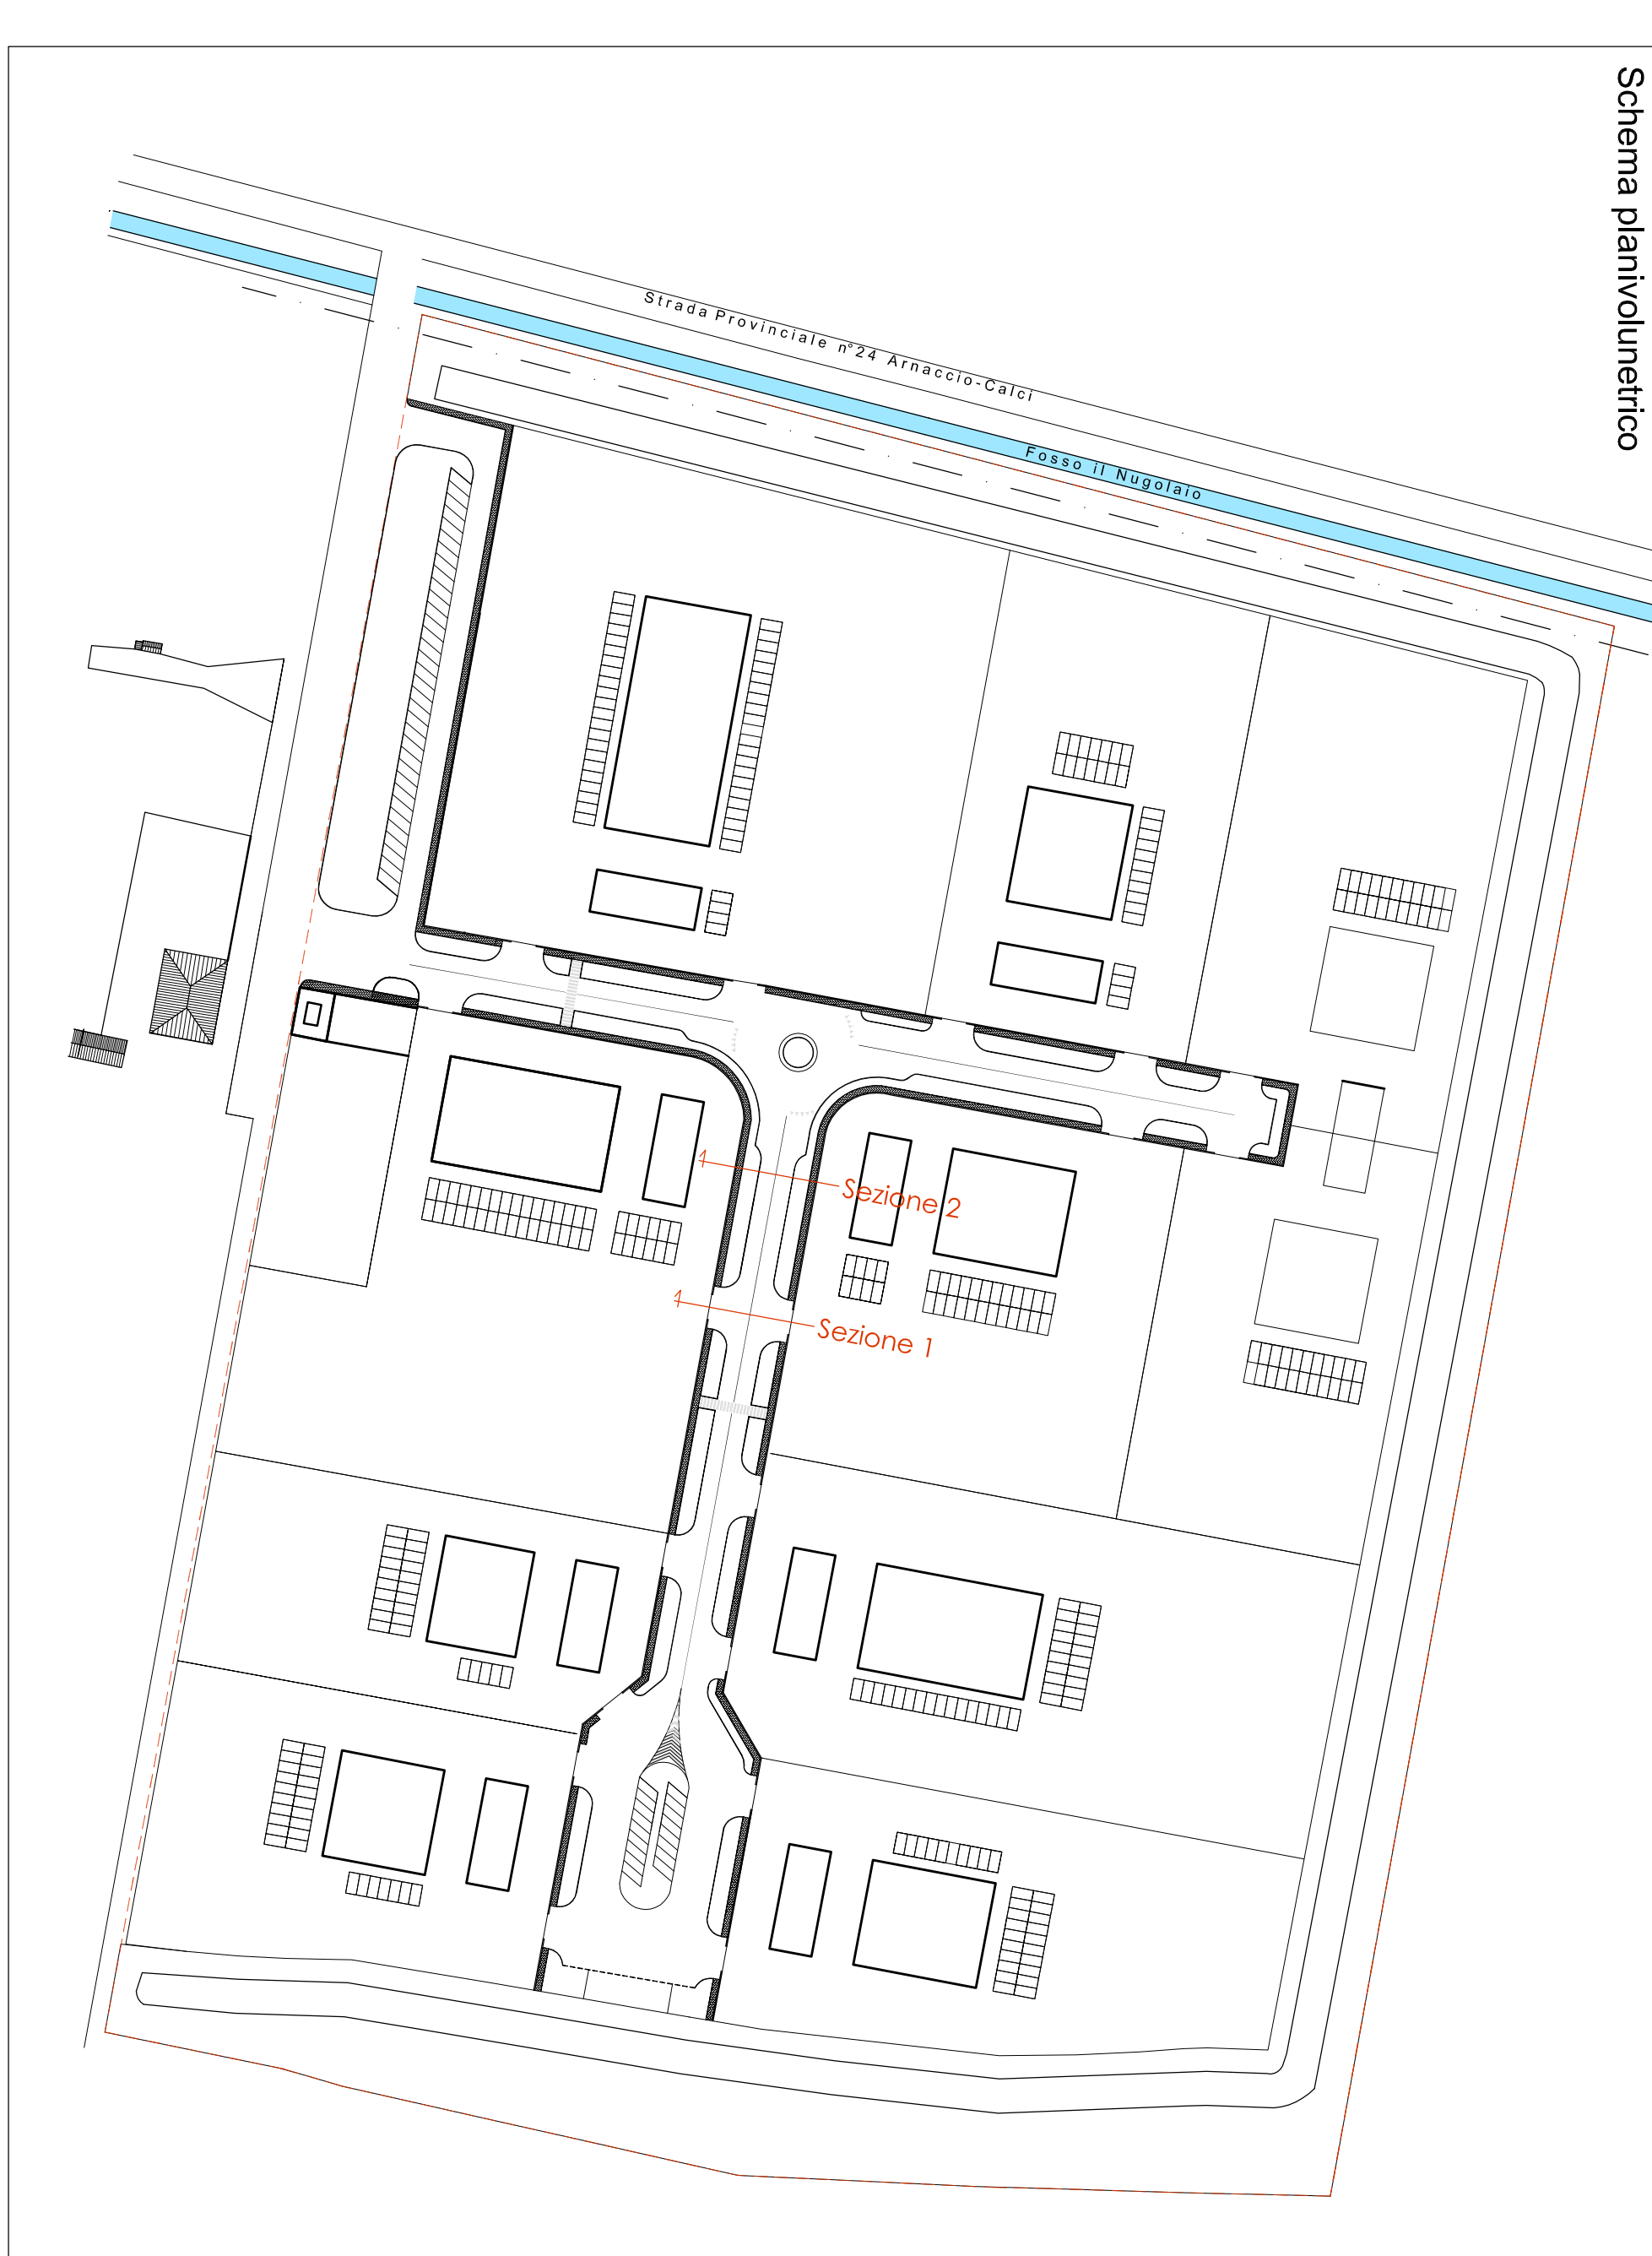 Schema planivolunetrico
Strada Provinciale n°24 Arnaccio-Calci
Fosso il Nugolaio
Sezione 2
Sezione 1